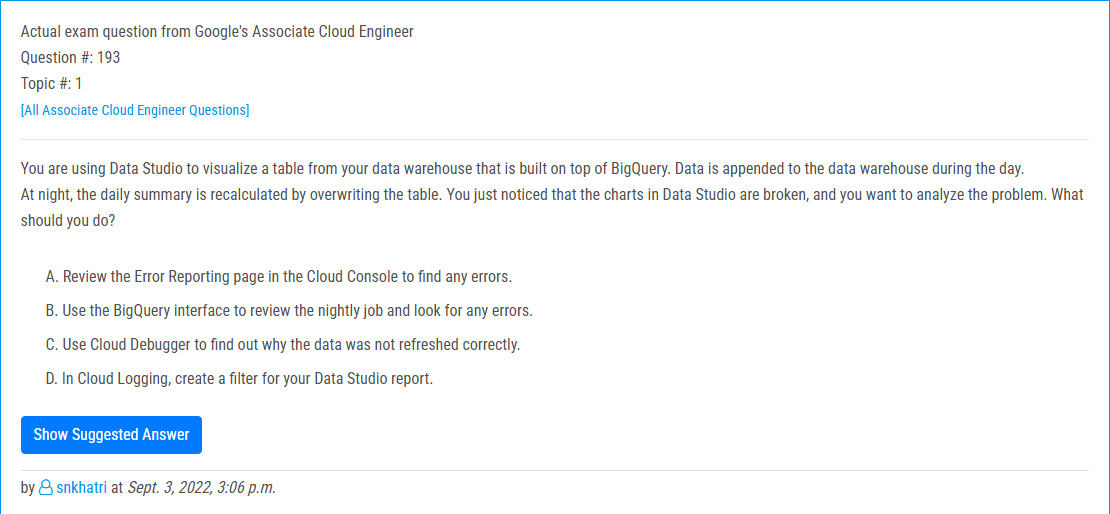 Actual exam question from Google's Associate Cloud Engineer
Question #: 193
Topic #: 1
[All Associate Cloud Engineer Questions]
You are using Data Studio to visualize a table from your data warehouse that is built on top of BigQuery. Data is appended to the data warehouse during the day.
At night, the daily summary is recalculated by overwriting the table. You just noticed that the charts in Data Studio are broken, and you want to analyze the problem. What
should you do?
A. Review the Error Reporting page in the Cloud Console to find any errors.
B. Use the BigQuery interface to review the nightly job and look for any errors.
C. Use Cloud Debugger to find out why the data was not refreshed correctly.
D. In Cloud Logging, create a filter for your Data Studio report.
Show Suggested Answer
by snkhatri at Sept. 3, 2022, 3:06 p.m.